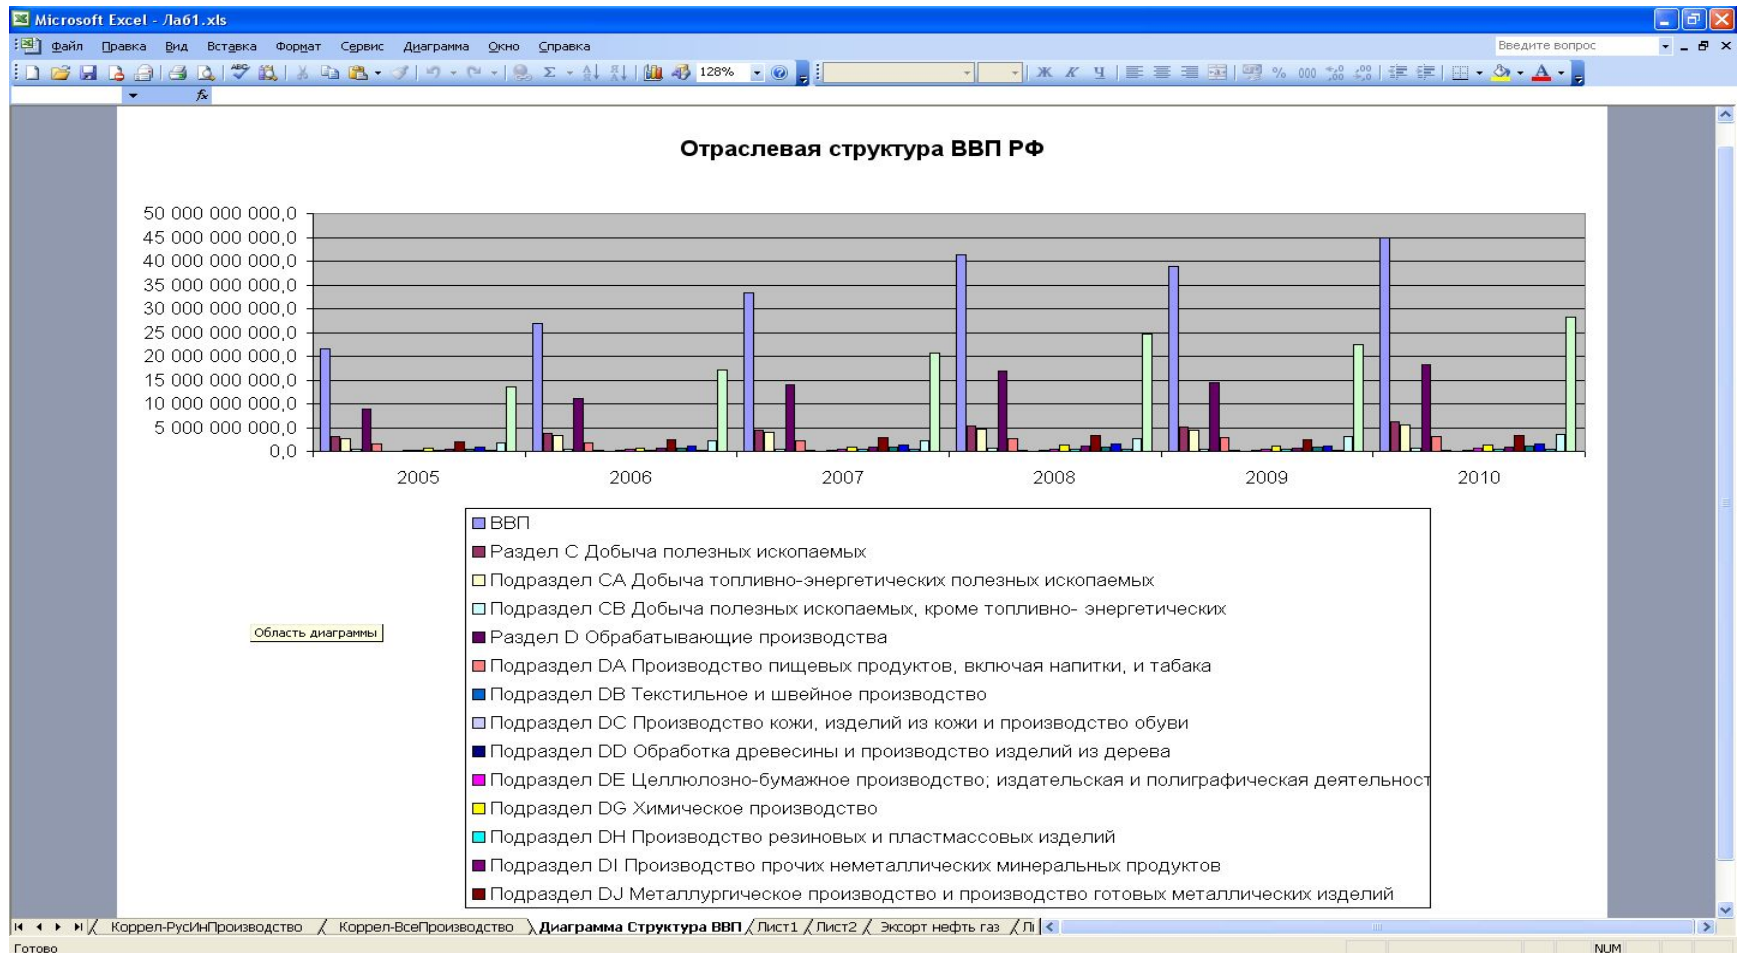 Microsoft Excel - Лаб1.xls
Файл Правка Вид Вставка Формат Сервис Диаграмма Окно Справка
Введите вопрос
128%
Ж К Ч
% 000
fx
Отраслевая структура ВВП РФ
50 000 000 000,0
45 000 000 000,0
40 000 000 000,0
35 000 000 000,0
30 000 000 000,0
25 000 000 000,0
20 000 000 000,0
15 000 000 000,0
10 000 000 000,0
5 000 000 000,0
0,0
2005 2006 2007 2008 2009 2010
ВВП
Раздел C Добыча полезных ископаемых
Подраздел CA Добыча топливно-энергетических полезных ископаемых
Подраздел CB Добыча полезных ископаемых, кроме топливно- энергетических
Область диаграммы
Раздел D Обрабатывающие производства
Подраздел DA Производство пищевых продуктов, включая напитки, и табака
Подраздел DB Текстильное и швейное производство
Подраздел DC Производство кожи, изделий из кожи и производство обуви
Подраздел DD Обработка древесины и производство изделий из дерева
Подраздел DE Целлюлозно-бумажное производство; издательская и полиграфическая деятельност
Подраздел DG Химическое производство
Подраздел DH Производство резиновых и пластмассовых изделий
Подраздел DI Производство прочих неметаллических минеральных продуктов
Подраздел DJ Металлургическое производство и производство готовых металлических изделий
Коррел-РусИнПроизводство Коррел-ВсеПроизводство Диаграмма Структура ВВП Лист1 Лист2 Эксорт нефть газ
Готово
NUM